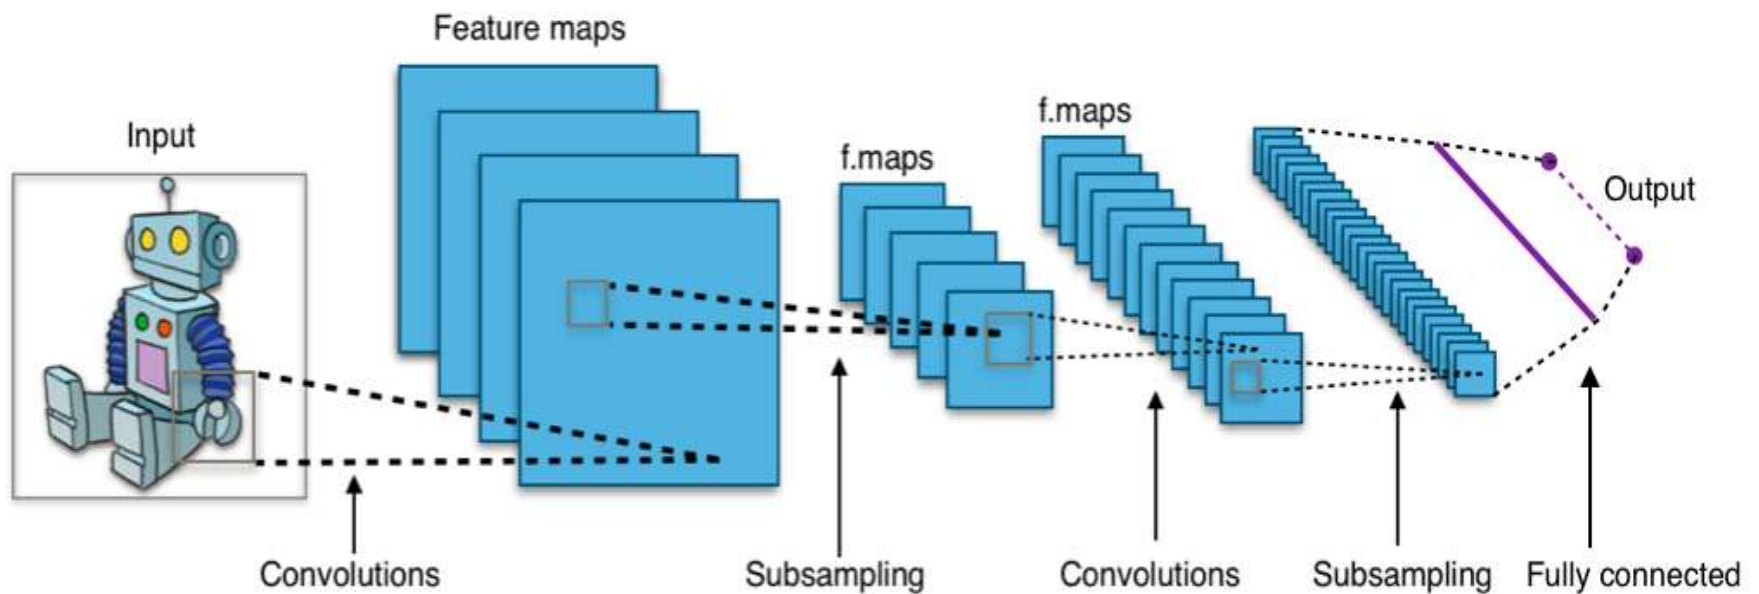 Feature maps
Input
f.maps
f.maps
Output
Convolutions
Subsampling
Convolutions
Subsampling
Fully connected